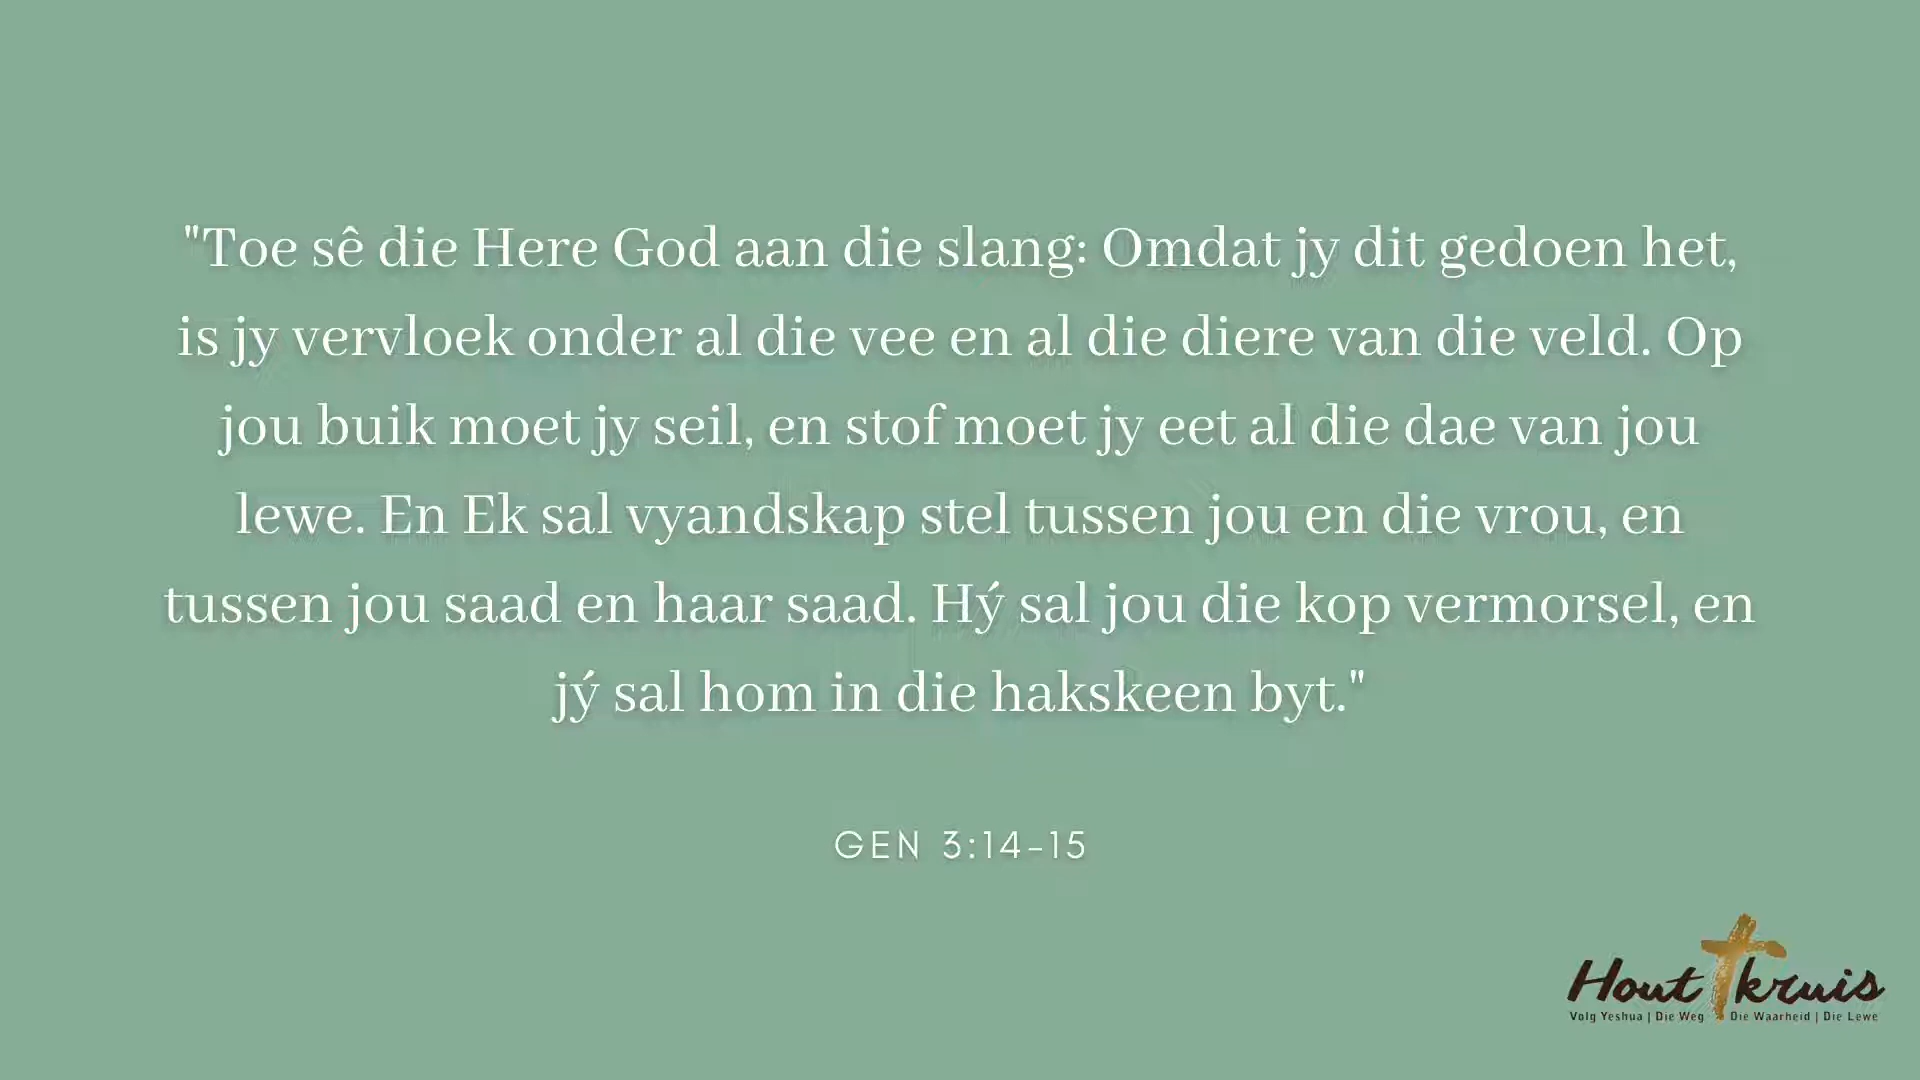 "Toe sê die Here God aan die slang: Omdat jy dit gedoen het,
is jy vervloek onder al die vee en al die diere van die veld. Op
jou buik moet jy seil, en stof moet jy eet al die dae van jou
lewe. En Ek sal vyandskap stel tussen jou en die vrou, en
tussen jou saad en haar saad. Hý sal jou die kop vermorsel, en
jý sal hom in die hakskeen byt."
GEN 3:14-15
Hout kruis
Volg Yeshua | Die Weg Die Waarheid | Die Lewe